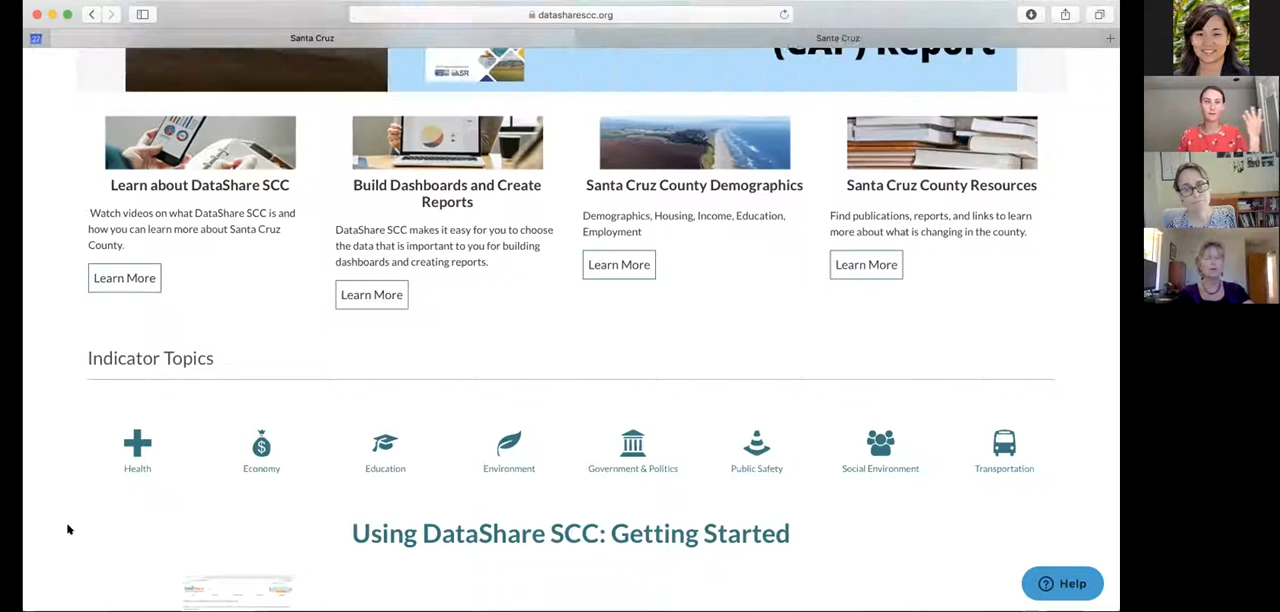 datasharescc.org
27
Santa Cruz
Santa Cruz
(CAP) Report
Learn about DataShare SCC
Watch videos on what DataShare SCC is and
how you can learn more about Santa Cruz
County.
Learn More
Build Dashboards and Create
Reports
DataShare SCC makes it easy for you to choose
the data that is important to you for building
dashboards and creating reports.
Learn More
Santa Cruz County Demographics
Demographics, Housing, Income, Education,
Employment
Learn More
Santa Cruz County Resources
Find publications, reports, and links to learn
more about what is changing in the county.
Learn More
Indicator Topics
Health
Economy
Education
Environment
Government & Politics
Public Safety
Social Environment
Transportation
Using DataShare SCC: Getting Started
Help